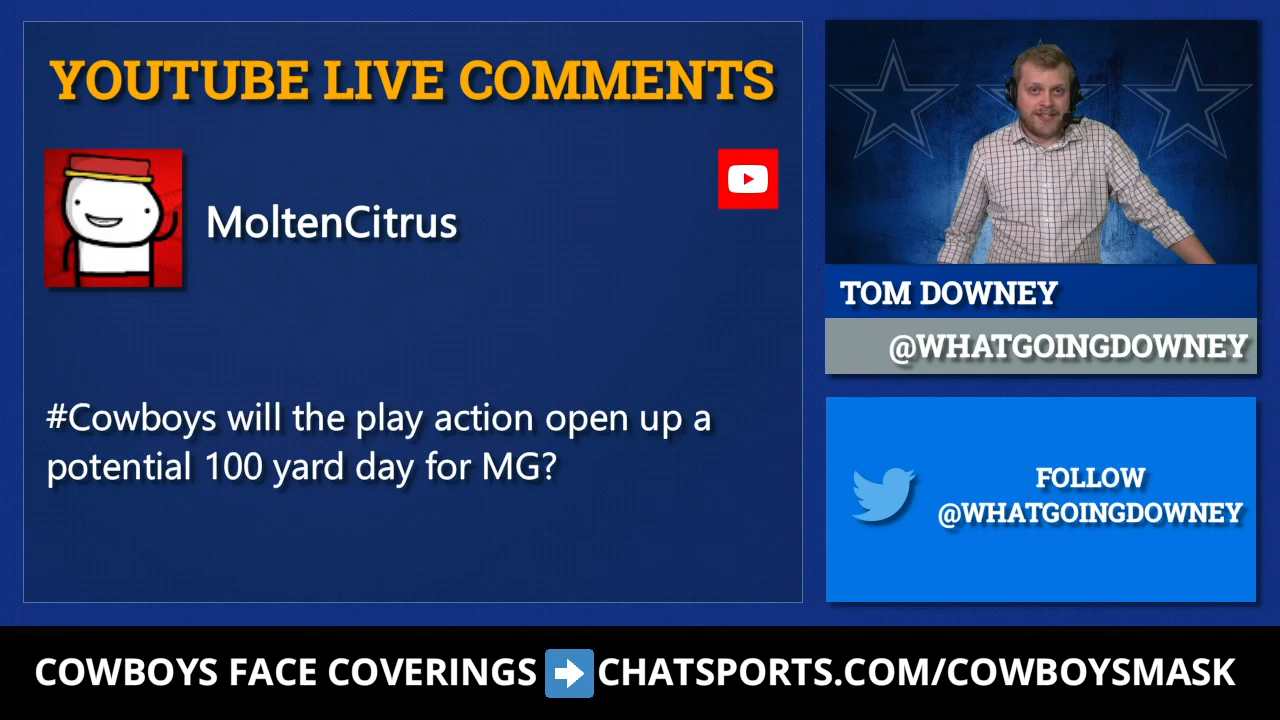 YOUTUBE LIVE COMMENTS
MoltenCitrus
#Cowboys will the play action open up a
potential 100 yard day for MG?
TOM DOWNEY
@WHATGOINGDOWNEY
FOLLOW
@WHATGOINGDOWNEY
COWBOYS FACE COVERINGS ➡ CHATSPORTS.COM/COWBOYSMASK